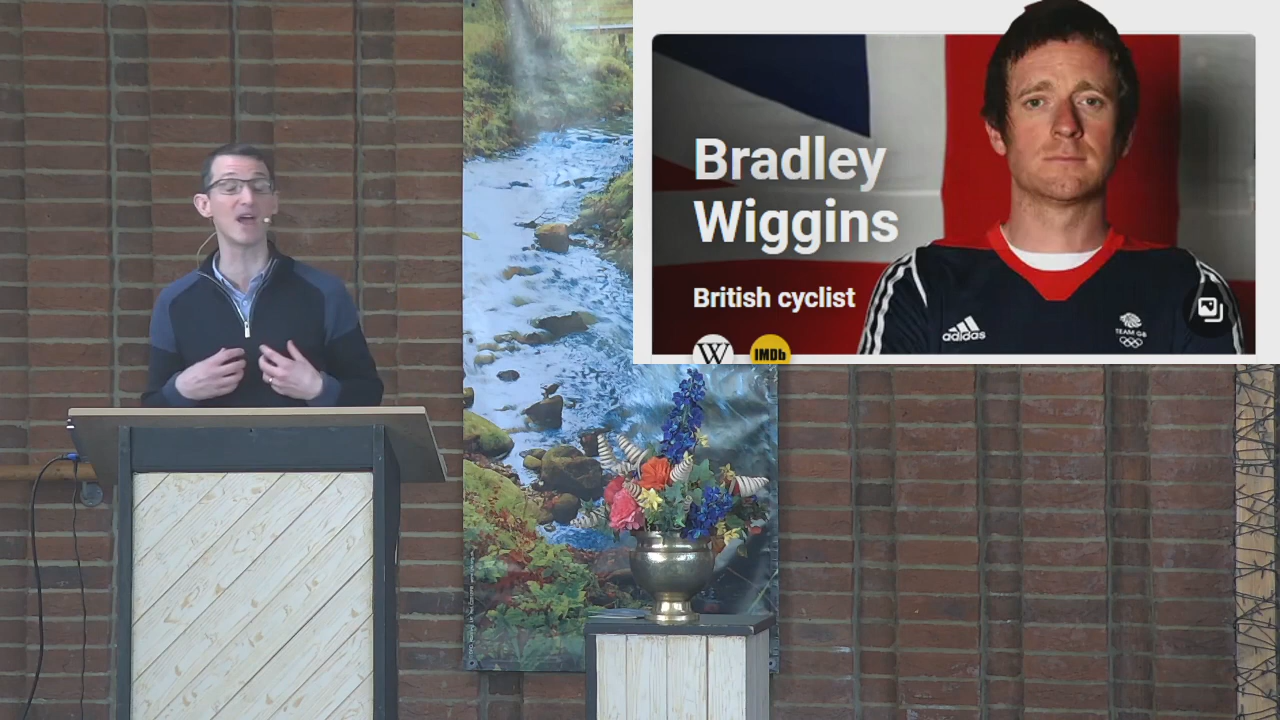 Bradley
Wiggins
British cyclist
W
IMDb
adidas
TEAM GB